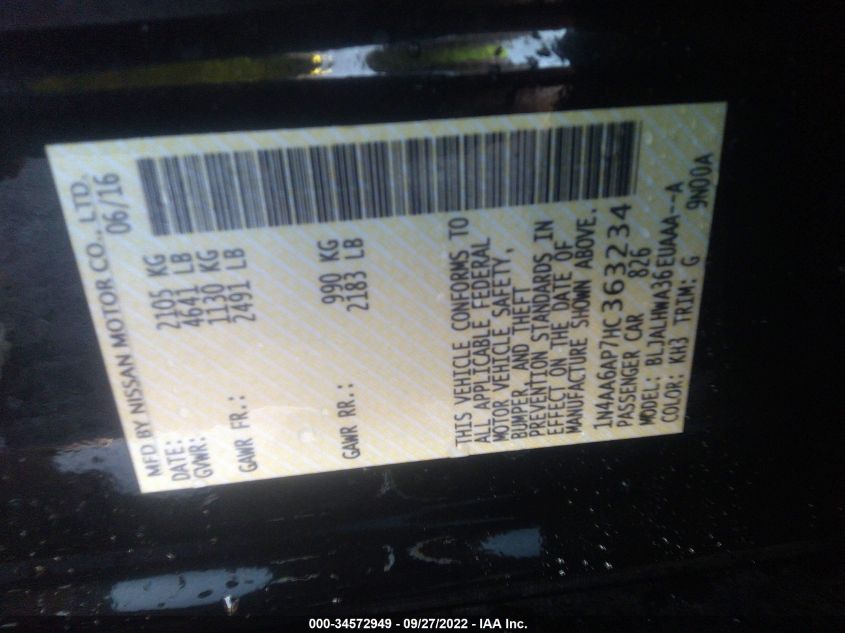 MFD BY NISSAN MOTOR CO., LTD.
DATE: 06/16
GVWR: 2105 KG
4641 LB
GAWR FR.: 1130 KG
2491 LB
GAWR RR.: 990 KG
2183 LB
THIS VEHICLE CONFORMS TO
ALL APPLICABLE FEDERAL
MOTOR VEHICLE SAFETY,
BUMPER, AND THEFT
PREVENTION STANDARDS IN
EFFECT ON THE DATE OF
MANUFACTURE SHOWN ABOVE.
1N4AA6AP7HC363234
PASSENGER CAR 826
MODEL: BLJALHWA36EUAAA--A
COLOR: KH3 TRIM: G 9N00A
000-34572949 - 09/27/2022 - IAA Inc.